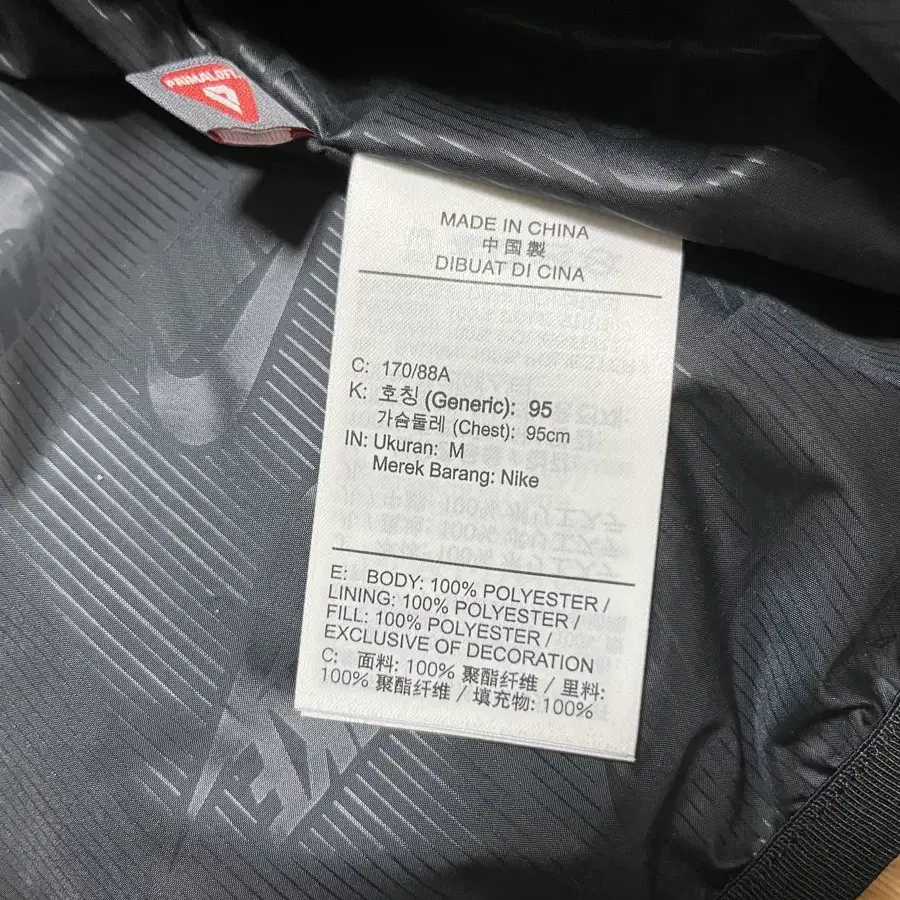 PRIMALOFT
MADE IN CHINA
中国製
DIBUAT DI CINA
C: 170/88A
K: 호칭 (Generic): 95
가슴둘레 (Chest): 95cm
IN: Ukuran: M
Merek Barang: Nike
E: BODY: 100% POLYESTER /
LINING: 100% POLYESTER /
FILL: 100% POLYESTER /
EXCLUSIVE OF DECORATION
C: 面料: 100% 聚酯纤维 / 里料:
100% 聚酯纤维 / 填充物: 100%